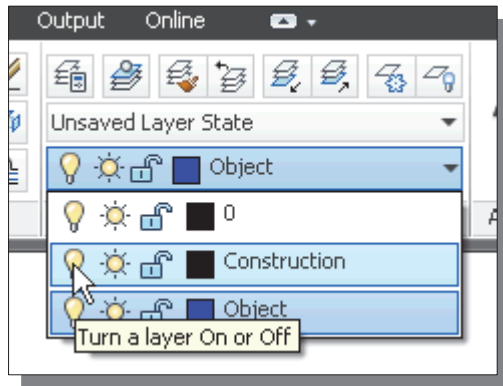 Output Online
Unsaved Layer State
Object
0
Construction
Object
Turn a layer On or Off